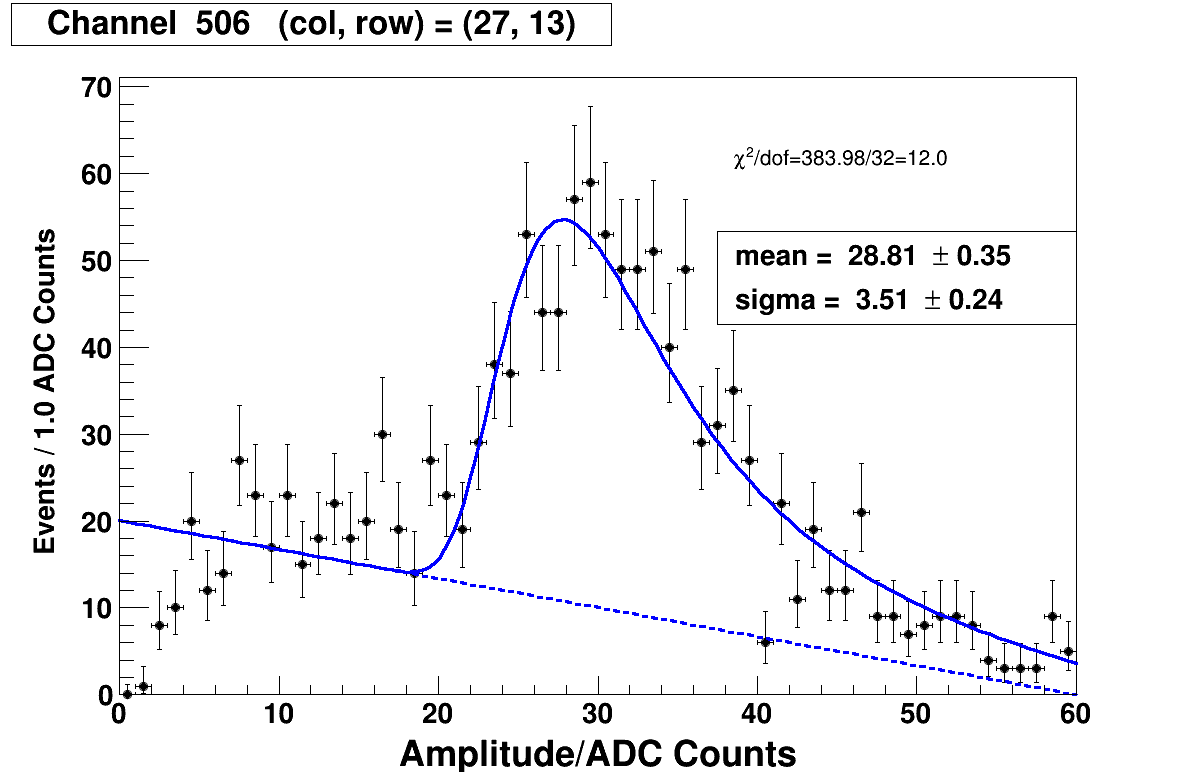 Channel 506 (col, row) = (27, 13)
70
60
50
40
30
20
10
0
Events / 1.0 ADC Counts
χ²/dof=383.98/32=12.0
mean = 28.81 ± 0.35
sigma = 3.51 ± 0.24
0 10 20 30 40 50 60
Amplitude/ADC Counts